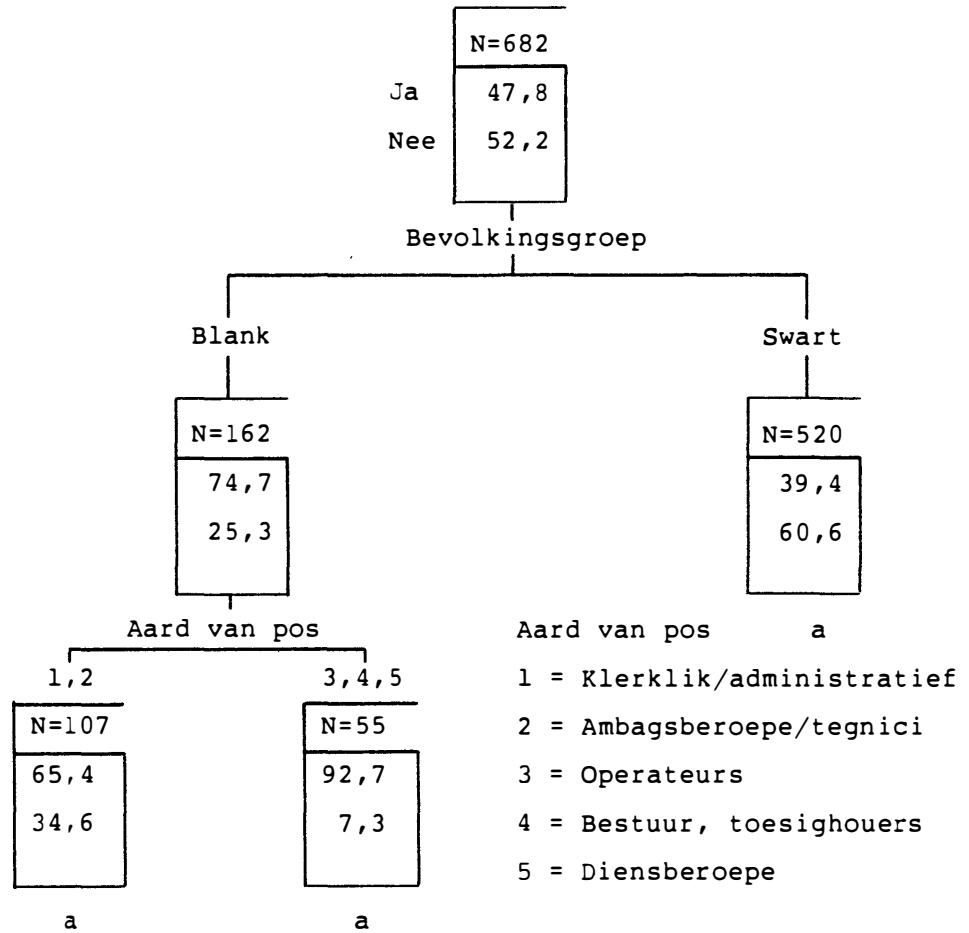 N=682
Ja 47,8
Nee 52,2
Bevolkingsgroep
Blank Swart
N=162 N=520
74,7 39,4
25,3 60,6
Aard van pos
1,2 3,4,5
N=107 N=55
65,4 92,7
34,6 7,3
a a
Aard van pos a
1 = Klerklik/administratief
2 = Ambagsberoepe/tegnici
3 = Operateurs
4 = Bestuur, toesighouers
5 = Diensberoepe